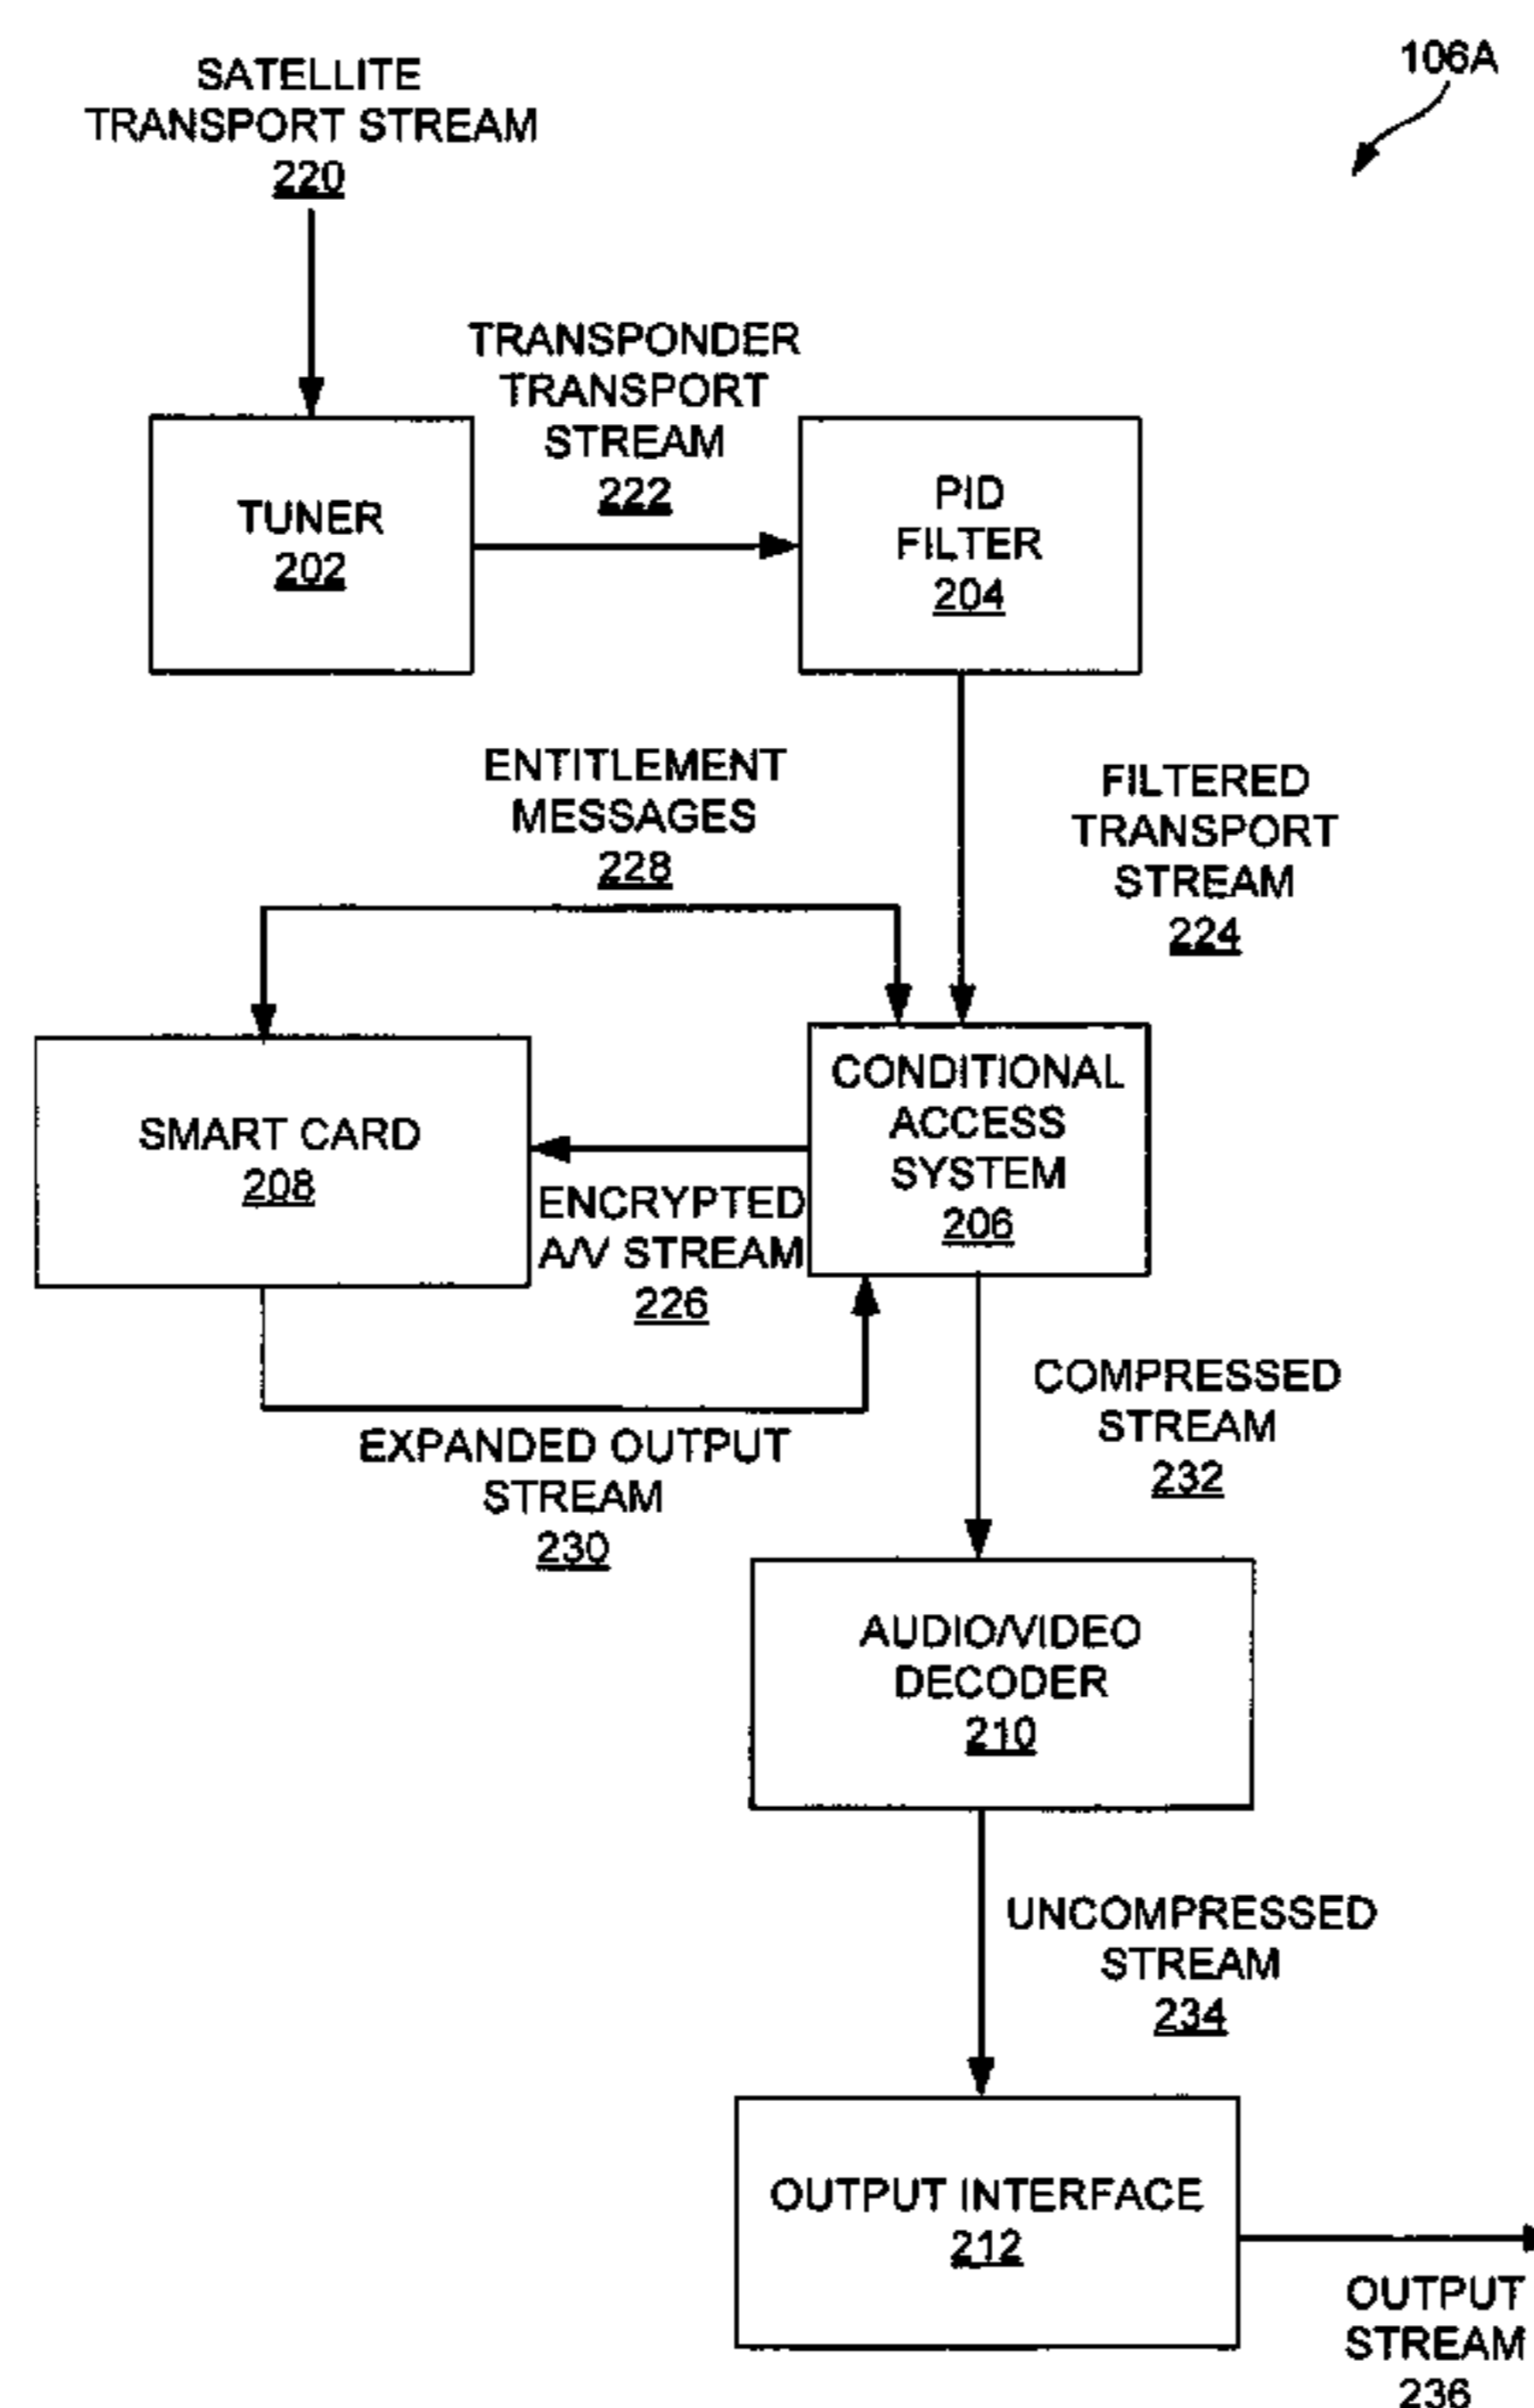 106A
SATELLITE
TRANSPORT STREAM
220
TRANSPONDER
TRANSPORT
STREAM
222
TUNER
202
PID
FILTER
204
ENTITLEMENT
MESSAGES
228
FILTERED
TRANSPORT
STREAM
224
SMART CARD
208
CONDITIONAL
ACCESS
SYSTEM
206
ENCRYPTED
A/V STREAM
226
EXPANDED OUTPUT
STREAM
230
COMPRESSED
STREAM
232
AUDIO/VIDEO
DECODER
210
UNCOMPRESSED
STREAM
234
OUTPUT INTERFACE
212
OUTPUT
STREAM
236